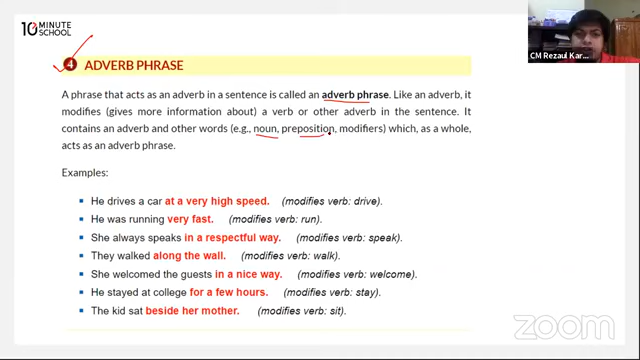 10 MINUTE
SCHOOL
CM Rezaul Kar...
4 ADVERB PHRASE
A phrase that acts as an adverb in a sentence is called an adverb phrase. Like an adverb, it
modifies (gives more information about) a verb or other adverb in the sentence. It
contains an adverb and other words (e.g., noun, preposition, modifiers) which, as a whole,
acts as an adverb phrase.
Examples:
He drives a car at a very high speed. (modifies verb: drive).
He was running very fast. (modifies verb: run).
She always speaks in a respectful way. (modifies verb: speak).
They walked along the wall. (modifies verb: walk).
She welcomed the guests in a nice way. (modifies verb: welcome).
He stayed at college for a few hours. (modifies verb: stay).
The kid sat beside her mother. (modifies verb: sit).
zoom